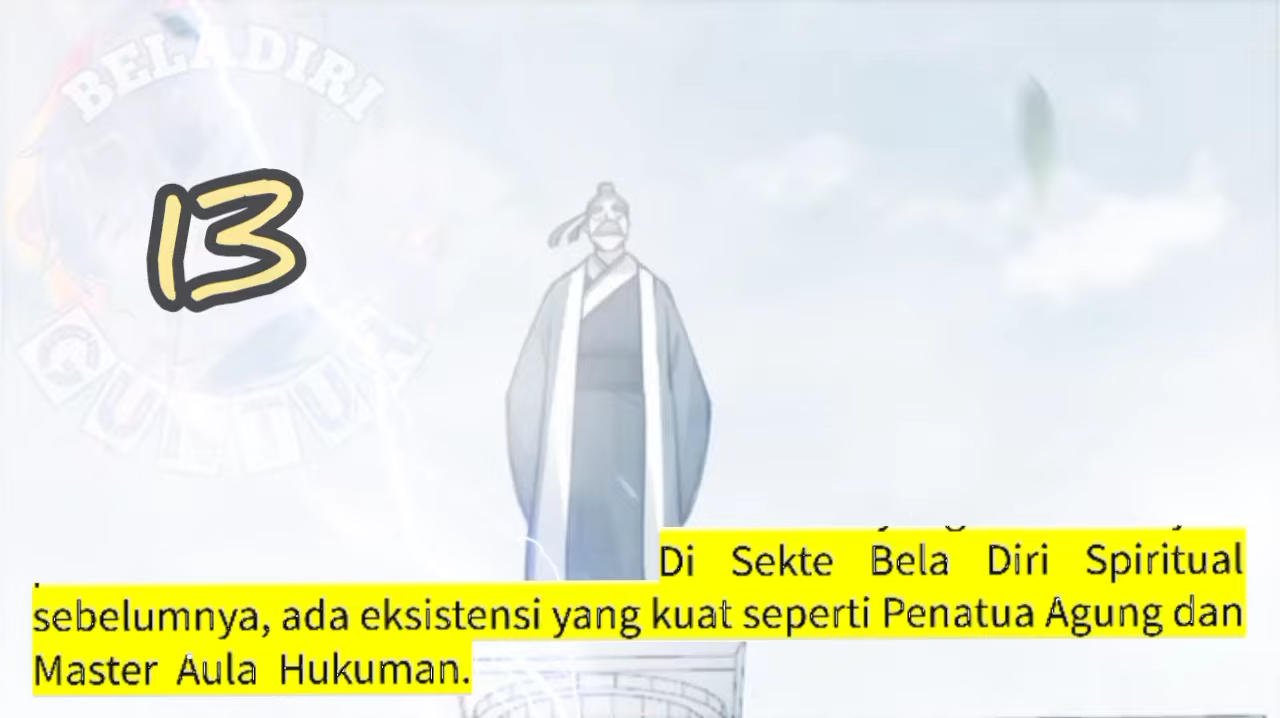 BELADIRI
13
GULTUR
Di Sekte Bela Diri Spiritual
sebelumnya, ada eksistensi yang kuat seperti Penatua Agung dan
Master Aula Hukuman.